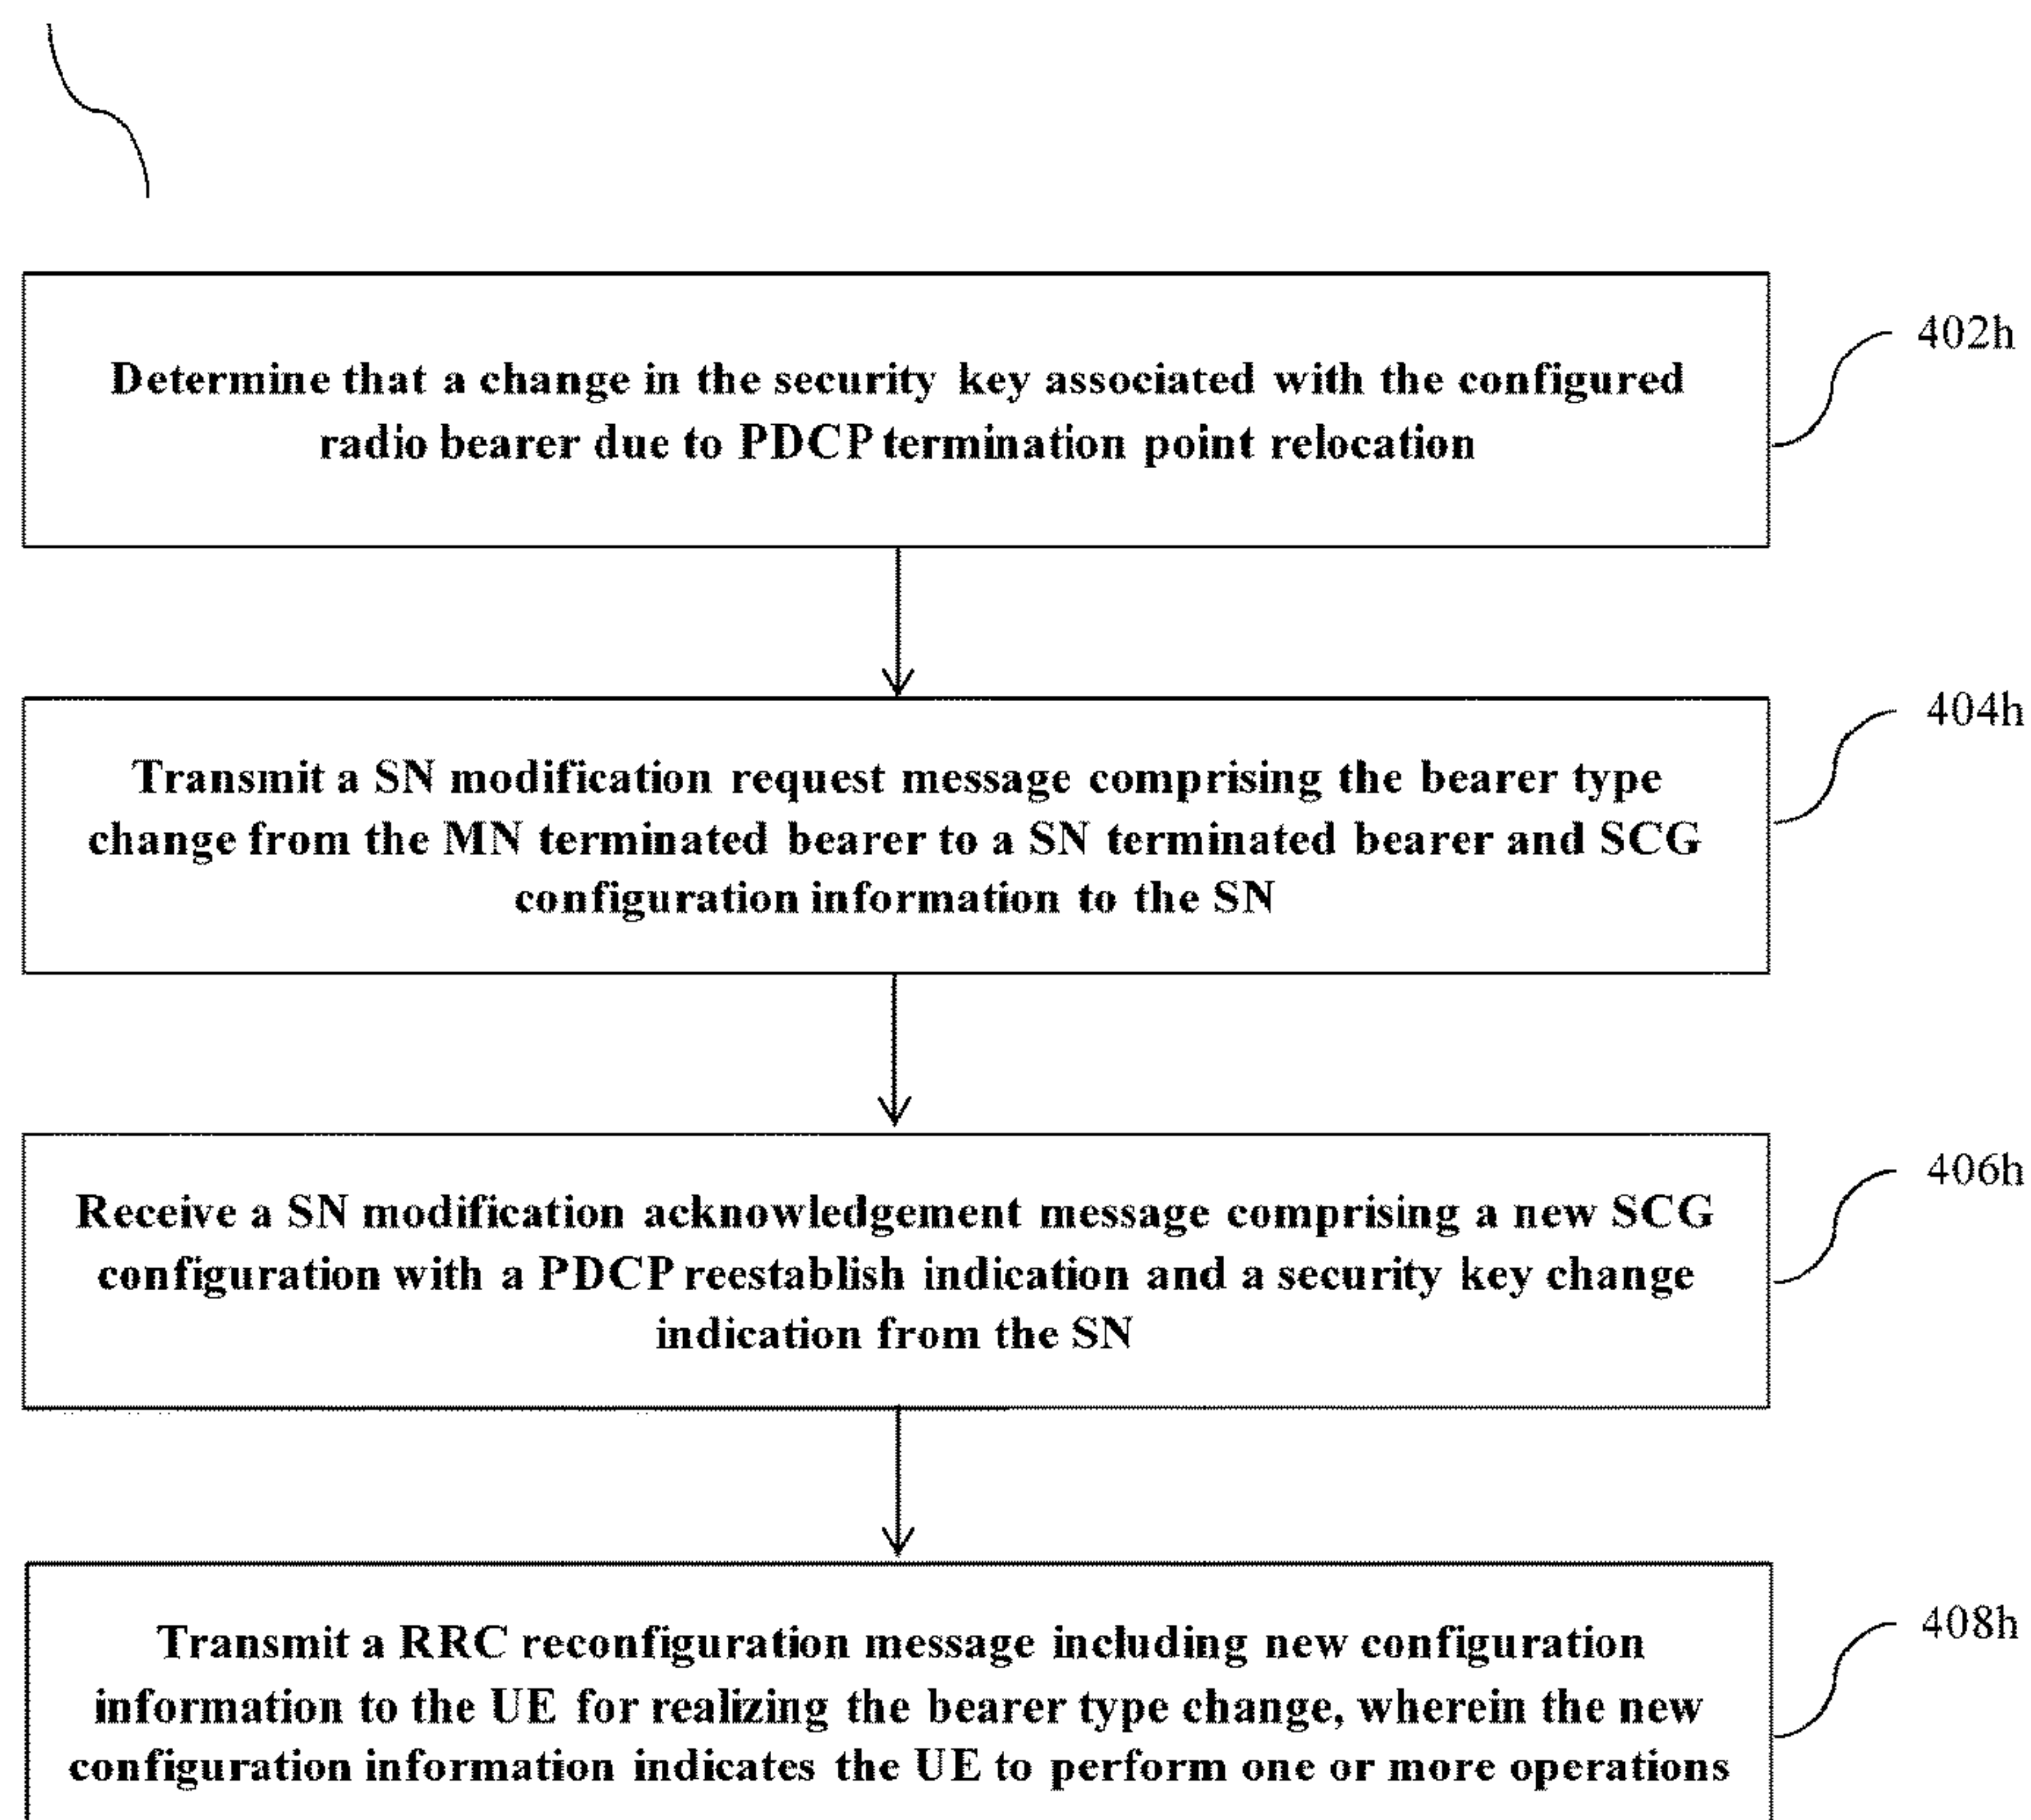 402h
Determine that a change in the security key associated with the configured
radio bearer due to PDCP termination point relocation
404h
Transmit a SN modification request message comprising the bearer type
change from the MN terminated bearer to a SN terminated bearer and SCG
configuration information to the SN
406h
Receive a SN modification acknowledgement message comprising a new SCG
configuration with a PDCP reestablish indication and a security key change
indication from the SN
408h
Transmit a RRC reconfiguration message including new configuration
information to the UE for realizing the bearer type change, wherein the new
configuration information indicates the UE to perform one or more operations